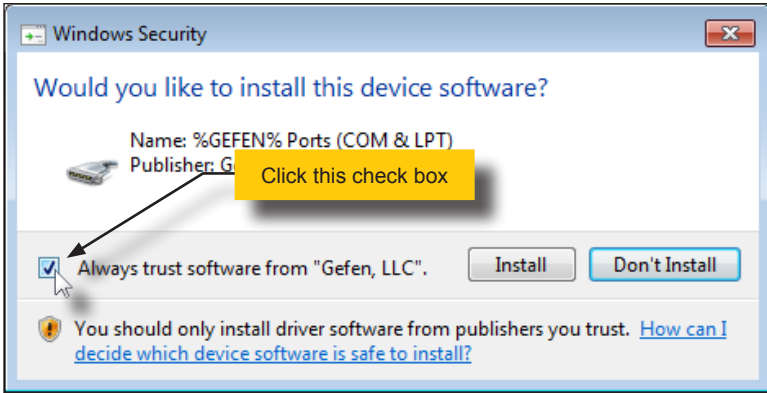 Windows Security
Would you like to install this device software?
Name: %GEFEN% Ports (COM & LPT)
Publisher:
Click this check box
Always trust software from "Gefen, LLC".
Install
Don't Install
You should only install driver software from publishers you trust. How can I
decide which device software is safe to install?